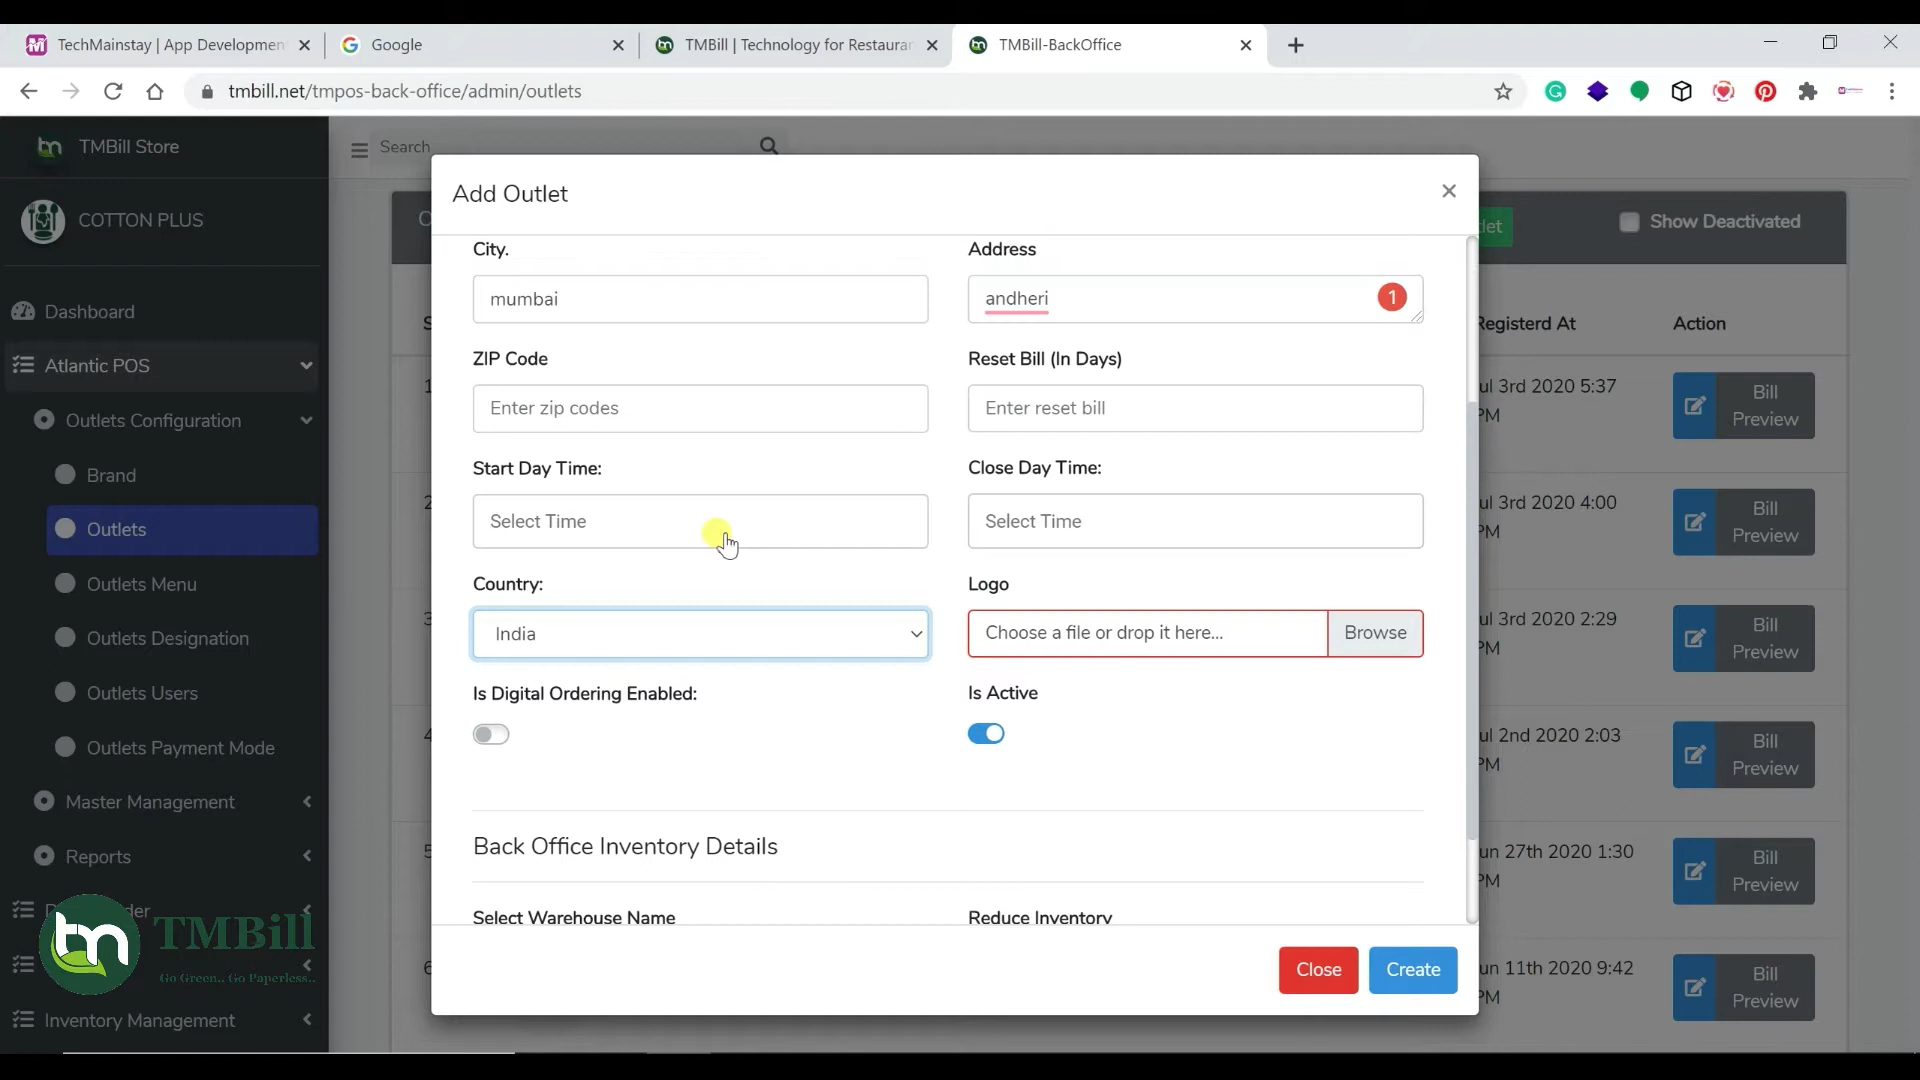 TechMainstay | App Developmen
Google
TMBill | Technology for Restauran
TMBill-BackOffice
tmbill.net/tmpos-back-office/admin/outlets
TMBill Store
Search
COTTON PLUS
Dashboard
Atlantic POS
Outlets Configuration
Brand
Outlets
Outlets Menu
Outlets Designation
Outlets Users
Outlets Payment Mode
Master Management
Reports
TMBill
Go Green.. Go Paperless..
Inventory Management
Add Outlet
City.
Address
mumbai
andheri
1
ZIP Code
Reset Bill (In Days)
Enter zip codes
Enter reset bill
Start Day Time:
Close Day Time:
Select Time
Select Time
Country:
Logo
India
Choose a file or drop it here...
Browse
Is Digital Ordering Enabled:
Is Active
Back Office Inventory Details
Select Warehouse Name
Reduce Inventory
Close
Create
Show Deactivated
Registerd At
Action
ul 3rd 2020 5:37
PM
Bill
Preview
ul 3rd 2020 4:00
PM
Bill
Preview
ul 3rd 2020 2:29
PM
Bill
Preview
ul 2nd 2020 2:03
PM
Bill
Preview
un 27th 2020 1:30
PM
Bill
Preview
un 11th 2020 9:42
PM
Bill
Preview